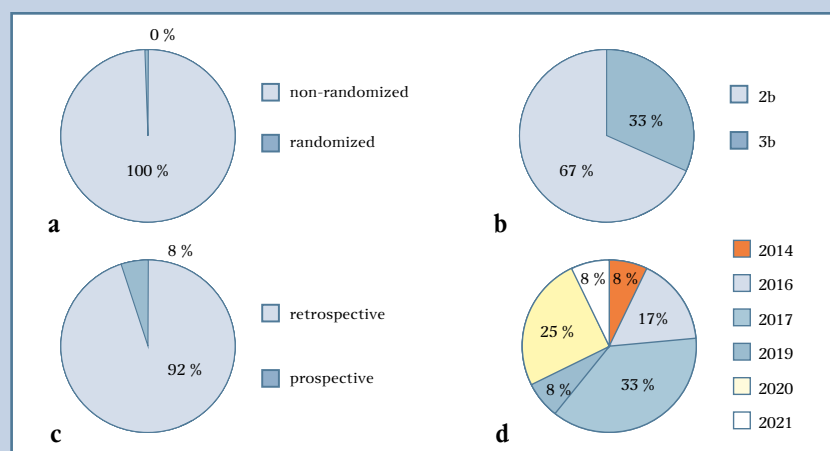 0 %
non-randomized
randomized
100 %
a
2b
3b
33 %
67 %
b
8 %
retrospective
prospective
92 %
c
2014
2016
2017
2019
2020
2021
8 %
8 %
17%
25 %
33 %
8 %
d